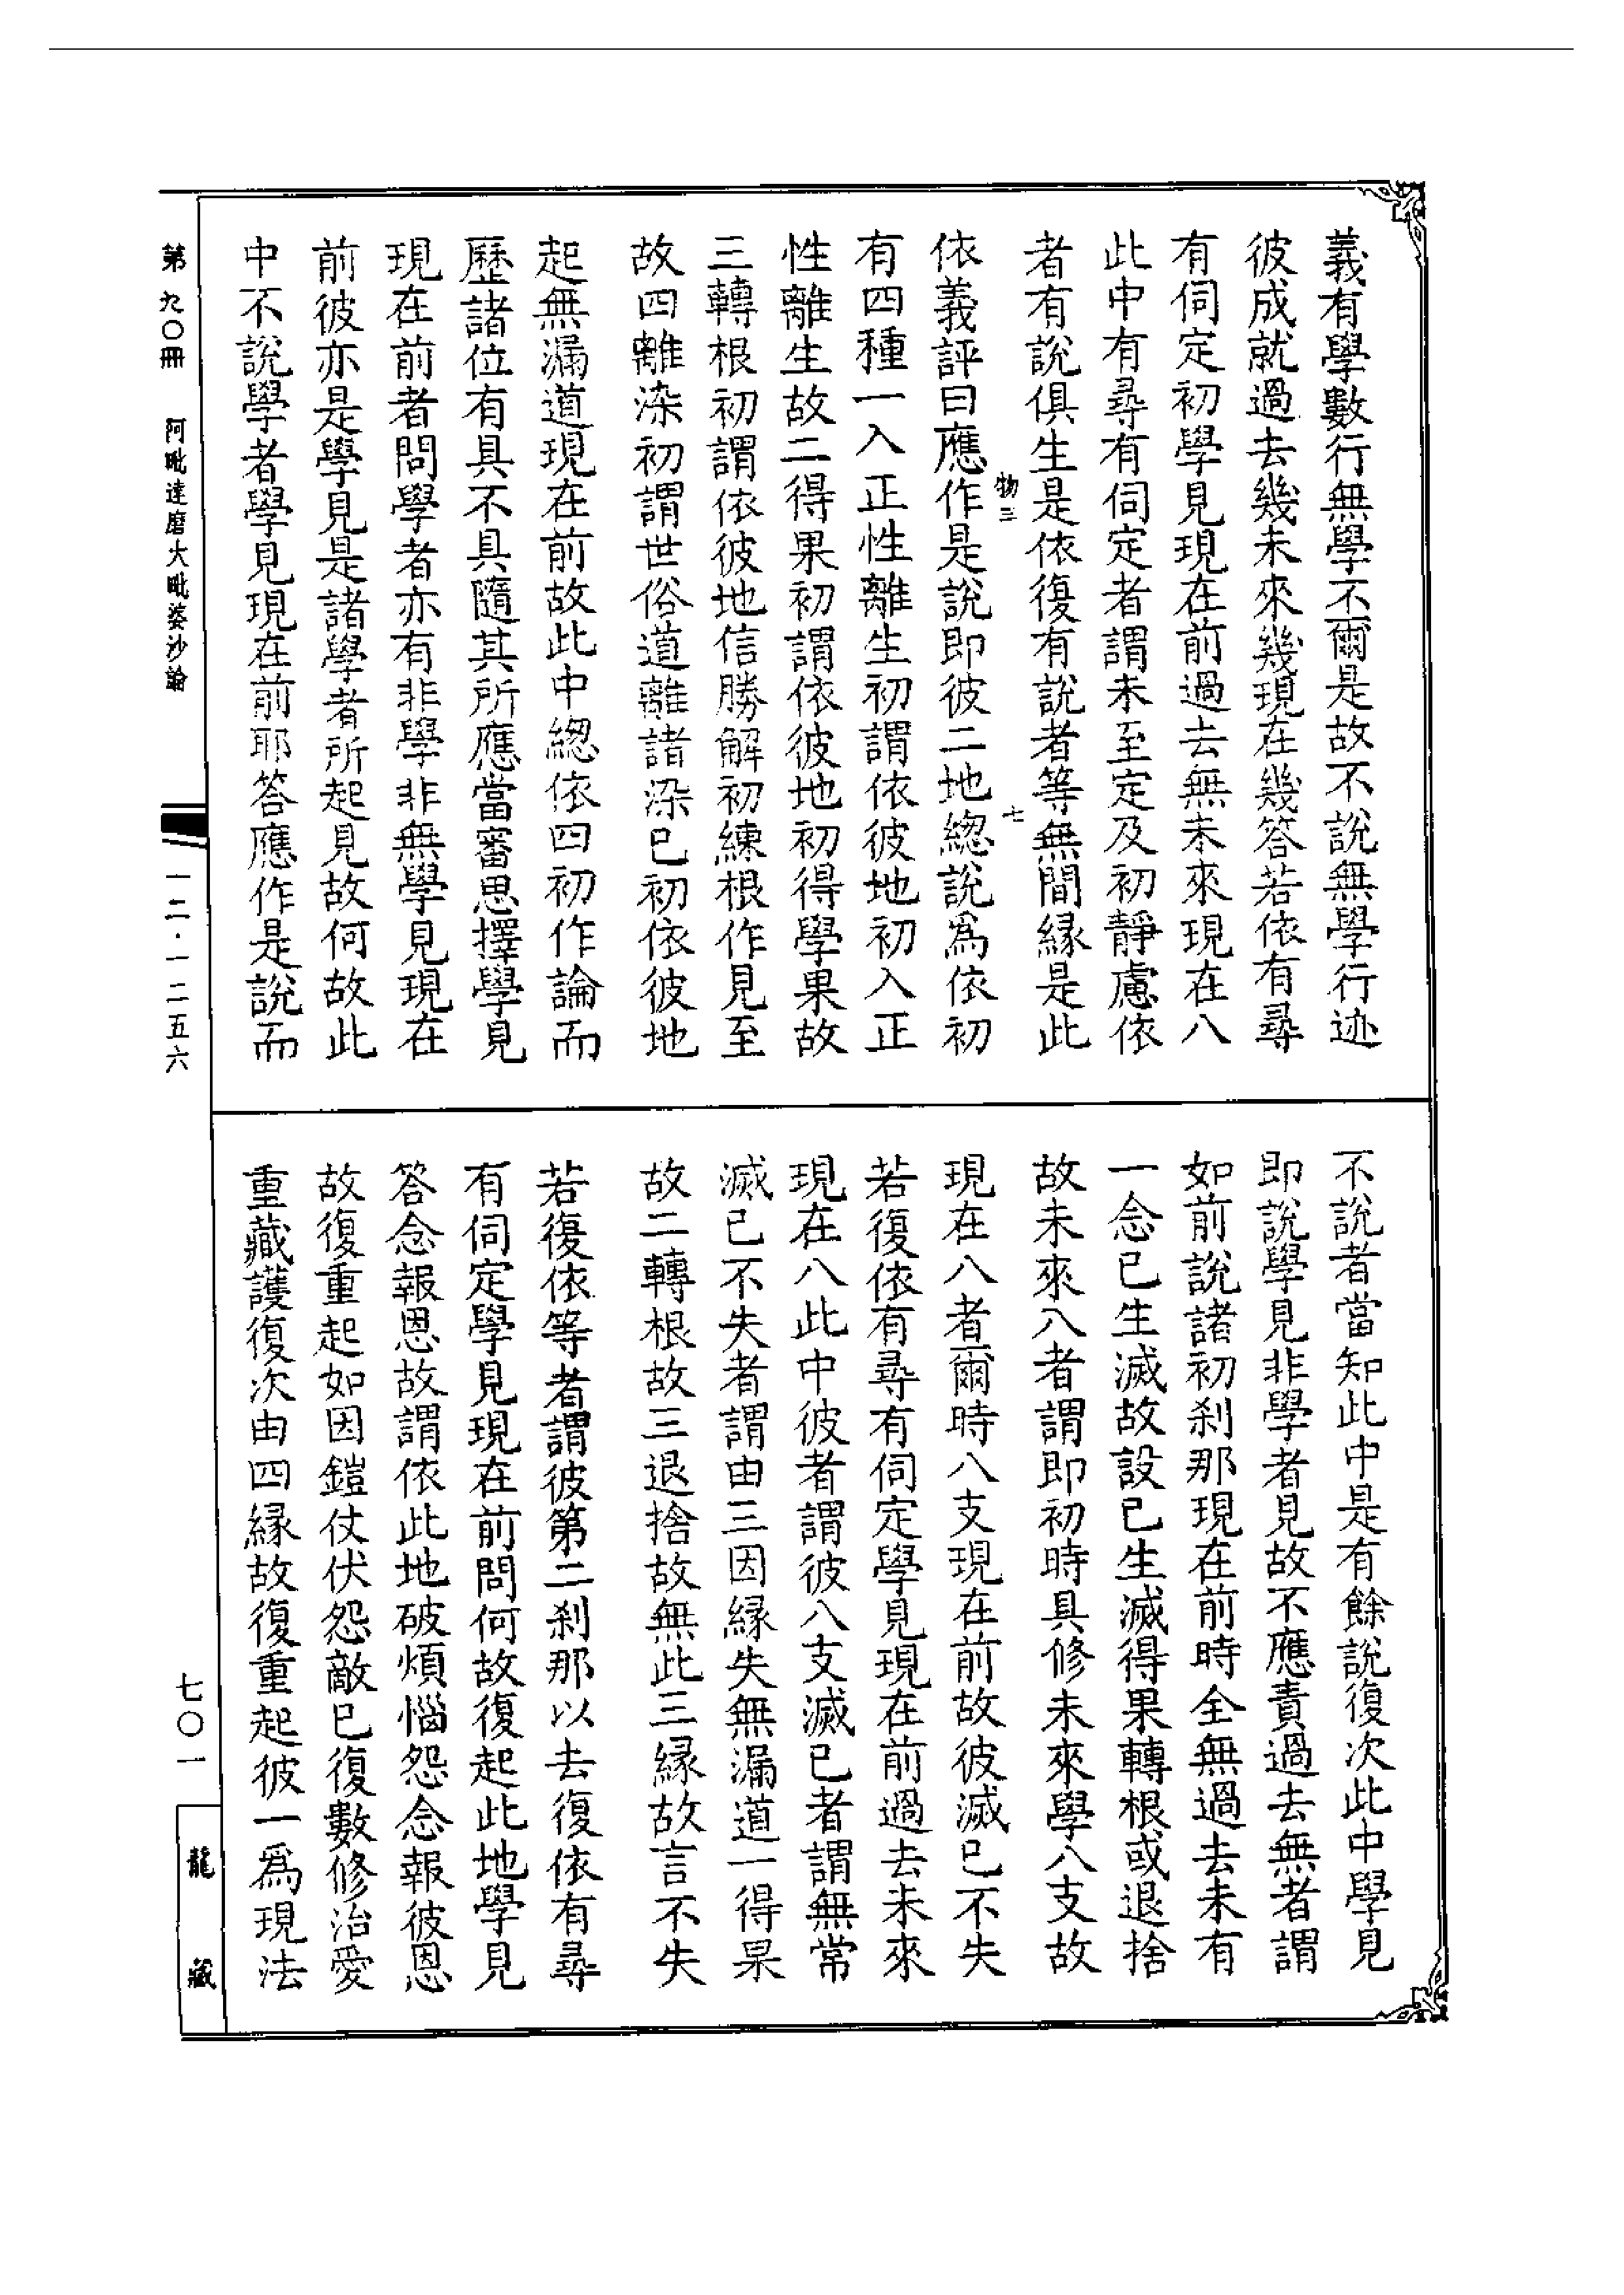 義有學數行無學不爾是故不說無學行迹
彼成就過去幾未來幾現在幾答若依有尋
有伺定初學見現在前過去無未來現在八
此中有尋有伺定者謂未至定及初靜慮依
者有說俱生是依復有說者等無間緣是此
物三 七
依義評曰應作是說即彼二地總說為依初
有四種一入正性離生初謂依彼地初入正
性離生故二得果初謂依彼地初得學果故
三轉根初謂依彼地信勝解初練根作見至
故四離染初謂世俗道離諸染已初依彼地
起無漏道現在前故此中總依四初作論而
歷諸位有具不具隨其所應當審思擇學見
現在前者問學者亦有非學非無學見現在
前彼亦是學見是諸學者所起見故何故此
中不說學者學見現在前耶答應作是說而
不說者當知此中是有餘說復次此中學見
即說學見非學者見故不應責過去無者謂
如前說諸初剎那現在前時全無過去未有
一念已生滅故設已生滅得果轉根或退捨
故未來八者謂即初時具修未來學八支故
現在八者爾時八支現在前故彼滅已不失
若復依有尋有伺定學見現在前過去未來
現在八此中彼者謂彼八支滅已者謂無常
滅已不失者謂由三因緣失無漏道一得果
故二轉根故三退捨故無此三緣故言不失
若復依等者謂彼第二剎那以去復依有尋
有伺定學見現在前問何故復起此地學見
答念報恩故謂依此地破煩惱怨念報彼恩
故復重起如因鎧仗伏怨敵已復數修治愛
重藏護復次由四緣故復重起彼一為現法
第九〇冊 阿毗達磨大毗婆沙論
一二·一二五六
七〇一
龍藏